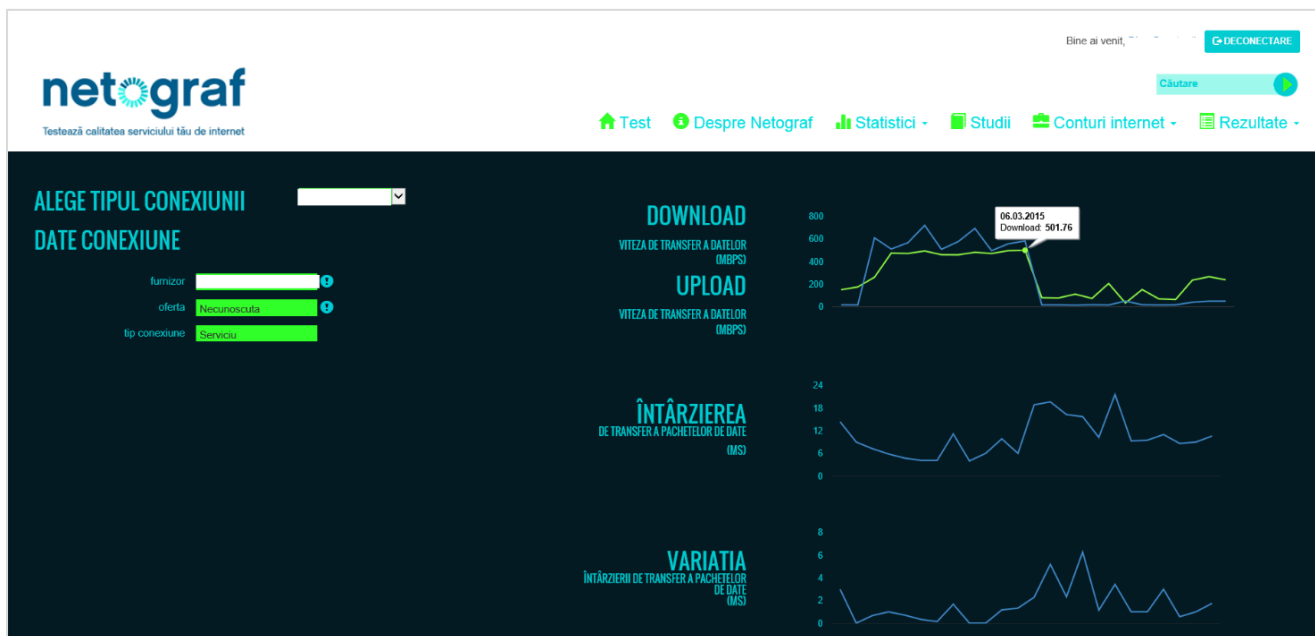 Bine ai venit,
DECONECTARE
netograf
Testează calitatea serviciului tău de internet
Căutare
Test
Despre Netograf
Statistici
Studii
Conturi internet
Rezultate
ALEGE TIPUL CONEXIUNII
DATE CONEXIUNE
furnizor
oferta Necunoscuta
tip conexiune Serviciu
DOWNLOAD
VITEZA DE TRANSFER A DATELOR
(MBPS)
UPLOAD
VITEZA DE TRANSFER A DATELOR
(MBPS)
800
600
400
200
0
06.03.2015
Download: 501.76
ÎNTÂRZIEREA
DE TRANSFER A PACHETELOR DE DATE
(MS)
24
18
12
6
0
VARIATIA
ÎNTÂRZIERII DE TRANSFER A PACHETELOR
DE DATE
(MS)
8
6
4
2
0